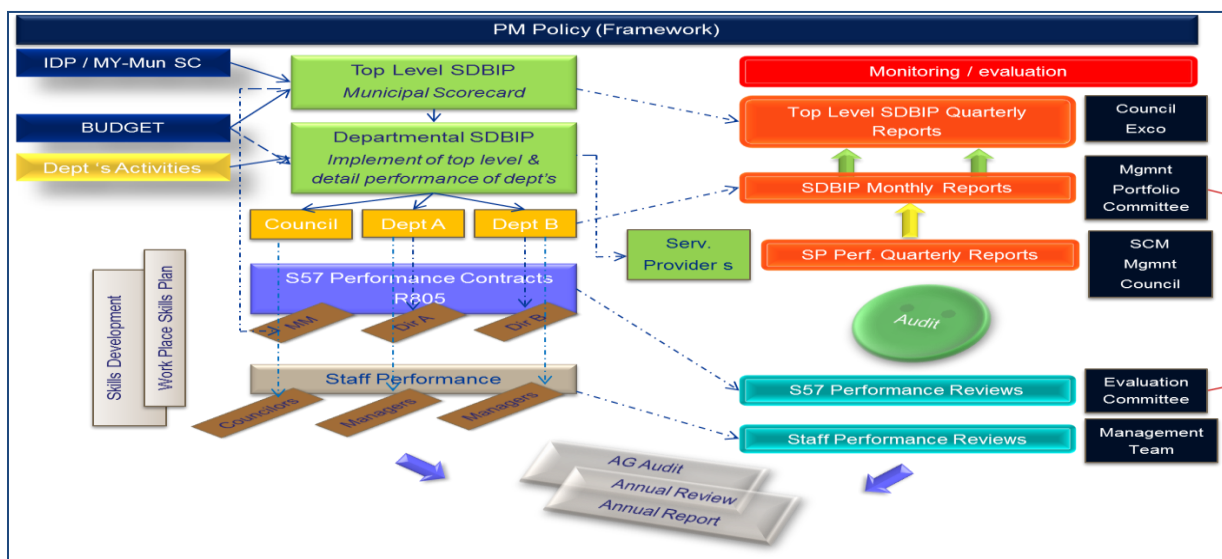 PM Policy (Framework)
IDP / MY-Mun SC
BUDGET
Dept 's Activities
Top Level SDBIP
Municipal Scorecard
Departmental SDBIP
Implement of top level &
detail performance of dept's
Council
Dept A
Dept B
Serv.
Provider s
S57 Performance Contracts
R805
MM
Dir A
Dir B
Staff Performance
Councilors
Managers
Managers
Skills Development
Work Place Skills Plan
Monitoring / evaluation
Top Level SDBIP Quarterly
Reports
Council
Exco
SDBIP Monthly Reports
Mgmnt
Portfolio
Committee
SP Perf. Quarterly Reports
SCM
Mgmnt
Council
Audit
S57 Performance Reviews
Evaluation
Committee
Staff Performance Reviews
Management
Team
AG Audit
Annual Review
Annual Report